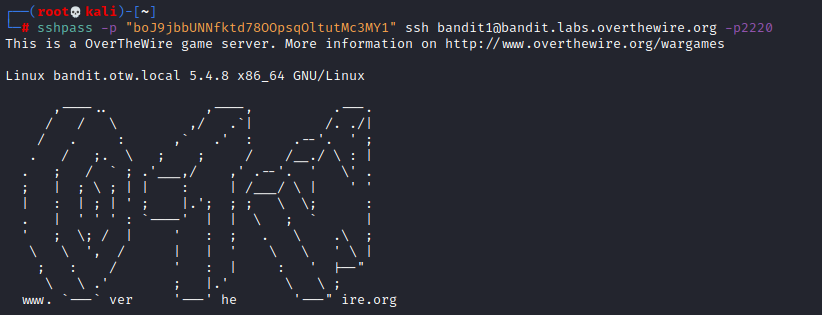 ┌──(root💀kali)-[~]
└─# sshpass -p "boJ9jbbUNNfktd78OOpsqOltutMc3MY1" ssh bandit1@bandit.labs.overthewire.org -p2220
This is a OverTheWire game server. More information on http://www.overthewire.org/wargames
Linux bandit.otw.local 5.4.8 x86_64 GNU/Linux
www. ver he ire.org